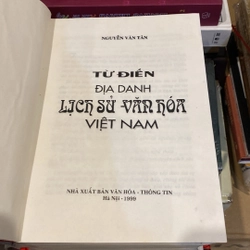 NGUYỄN VĂN TÂN
TỪ ĐIỂN
ĐỊA DANH
LỊCH SỬ VĂN HÓA
VIỆT NAM
NHÀ XUẤT BẢN VĂN HÓA - THÔNG TIN
Hà Nội - 1999